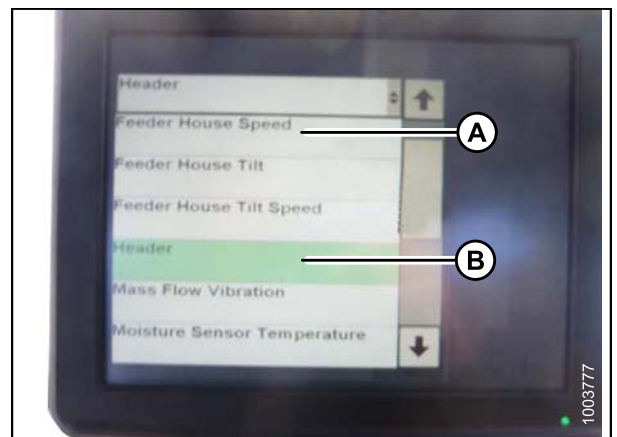 Header
Feeder House Speed
A
Feeder House Tilt
Feeder House Tilt Speed
Header
B
Mass Flow Vibration
Moisture Sensor Temperature
1003777